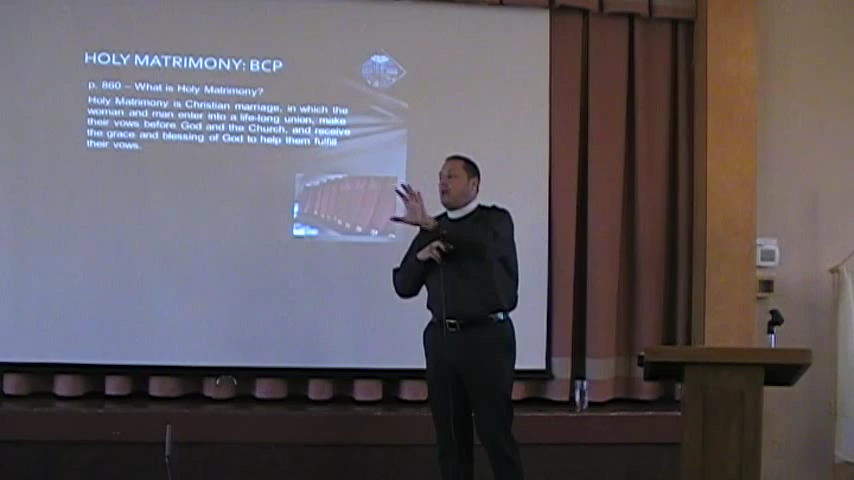 HOLY MATRIMONY: BCP
p. 860 – What is Holy Matrimony?
Holy Matrimony is Christian marriage, in which the
woman and man enter into a life-long union, make
their vows before God and the Church, and receive
the grace and blessing of God to help them fulfill
their vows.